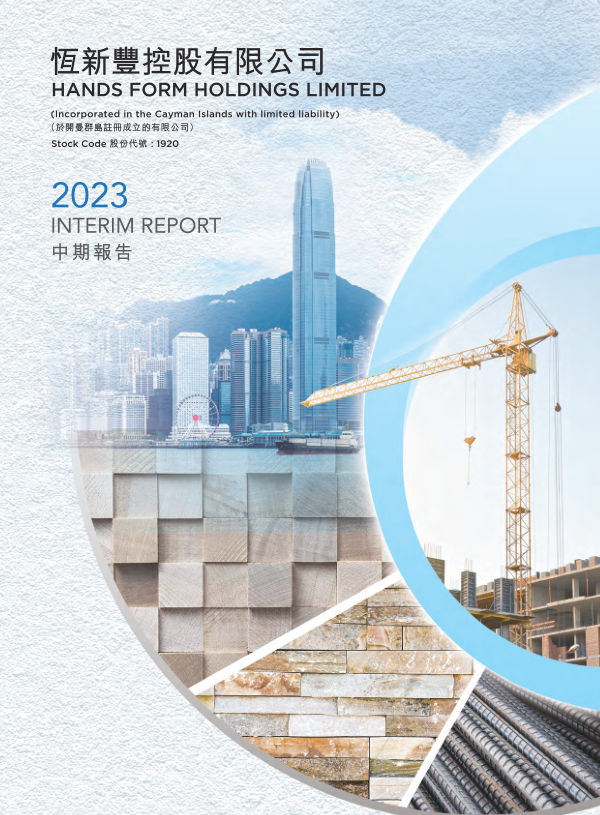 恆新豐控股有限公司
HANDS FORM HOLDINGS LIMITED
(Incorporated in the Cayman Islands with limited liability)
(於開曼群島註冊成立的有限公司)
Stock Code 股份代號 : 1920
2023
INTERIM REPORT
中期報告